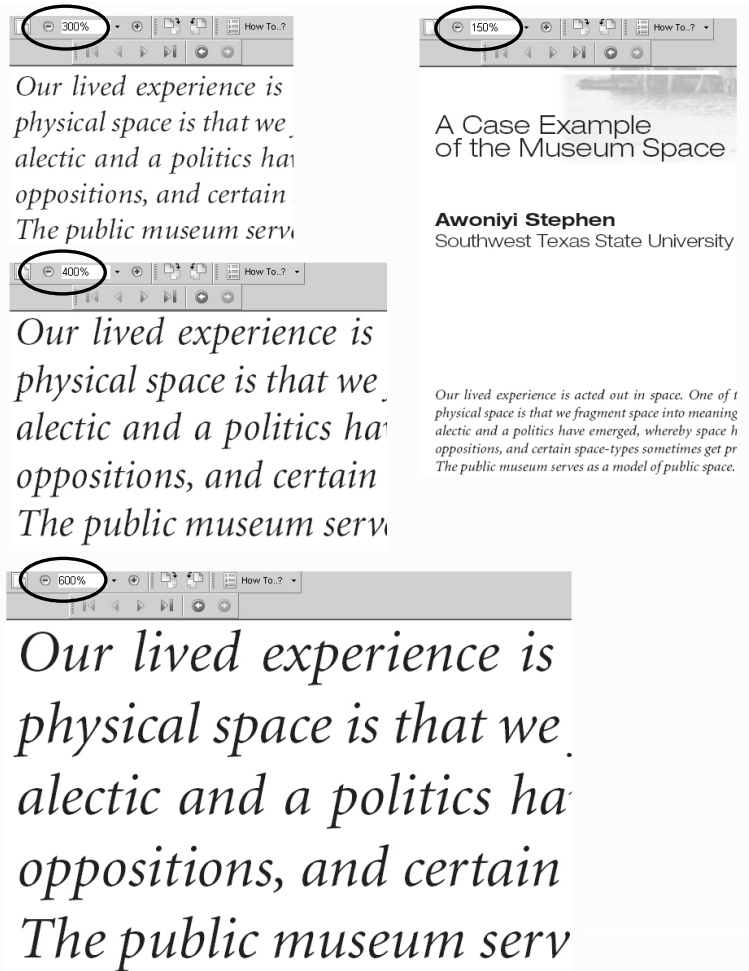 300%
How To..?
Our lived experience is
physical space is that we
alectic and a politics
oppositions, and certain
The public museum serv
400%
How To..?
Our lived experience is
physical space is that we
alectic and a politics
oppositions, and certain
The public museum serv
150%
How To..?
A Case Example
of the Museum Space
Awoniyi Stephen
Southwest Texas State University
Our lived experience is acted out in space. One of t
physical space is that we fragment space into meaning
alectic and a politics have emerged, whereby space h
oppositions, and certain space-types sometimes get pr
The public museum serves as a model of public space.
600%
How To..?
Our lived experience is
physical space is that we
alectic and a politics ha
oppositions, and certain
The public museum serv